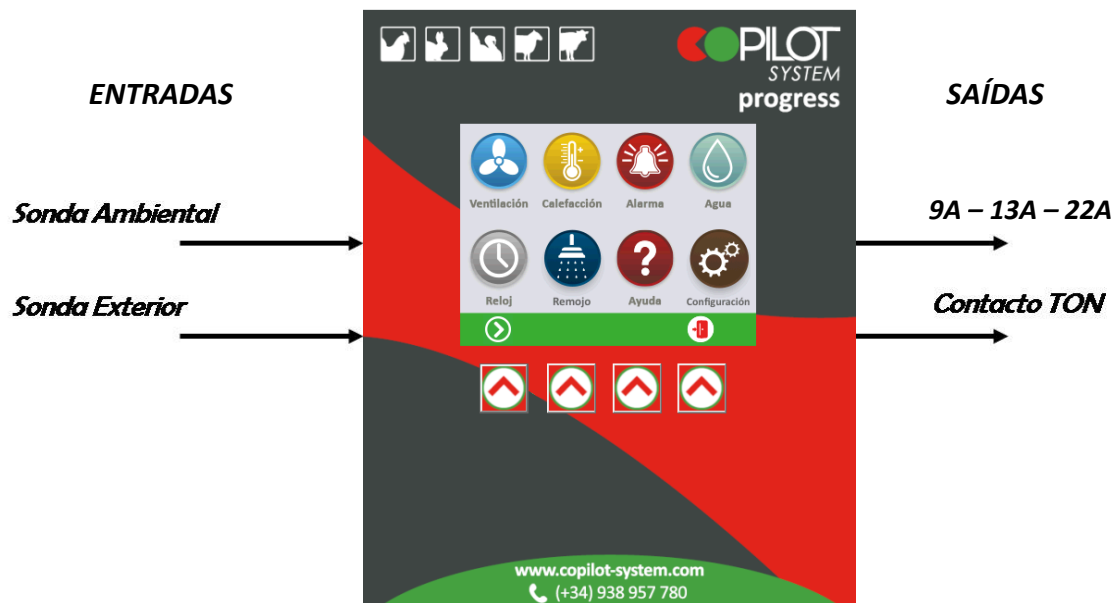 COPILOT
SYSTEM
progress
ENTRADAS
SAÍDAS
Ventilación Calefacción Alarma Agua
Sonda Ambiental
9A – 13A – 22A
Reloj Remojo Ayuda Configuración
Sonda Exterior
Contacto TON
www.copilot-system.com
(+34) 938 957 780